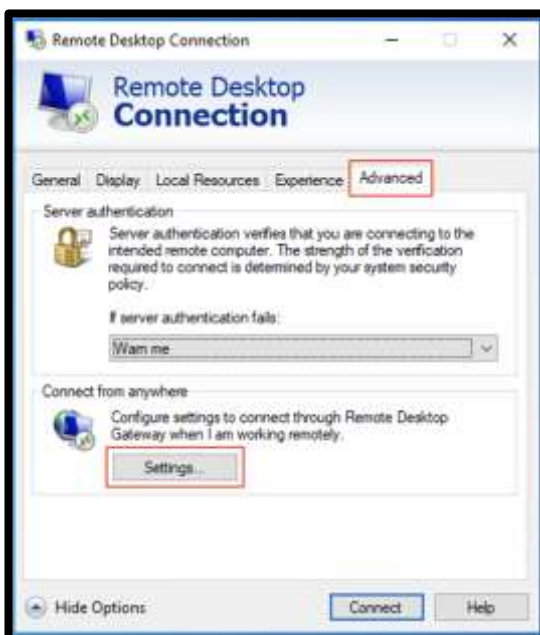 Remote Desktop Connection
Remote Desktop
Connection
General Display Local Resources Experience Advanced
Server authentication
Server authentication verifies that you are connecting to the
intended remote computer. The strength of the verification
required to connect is determined by your system security
policy.
If server authentication fails:
Warn me
Connect from anywhere
Configure settings to connect through Remote Desktop
Gateway when I am working remotely.
Settings...
Hide Options Connect Help